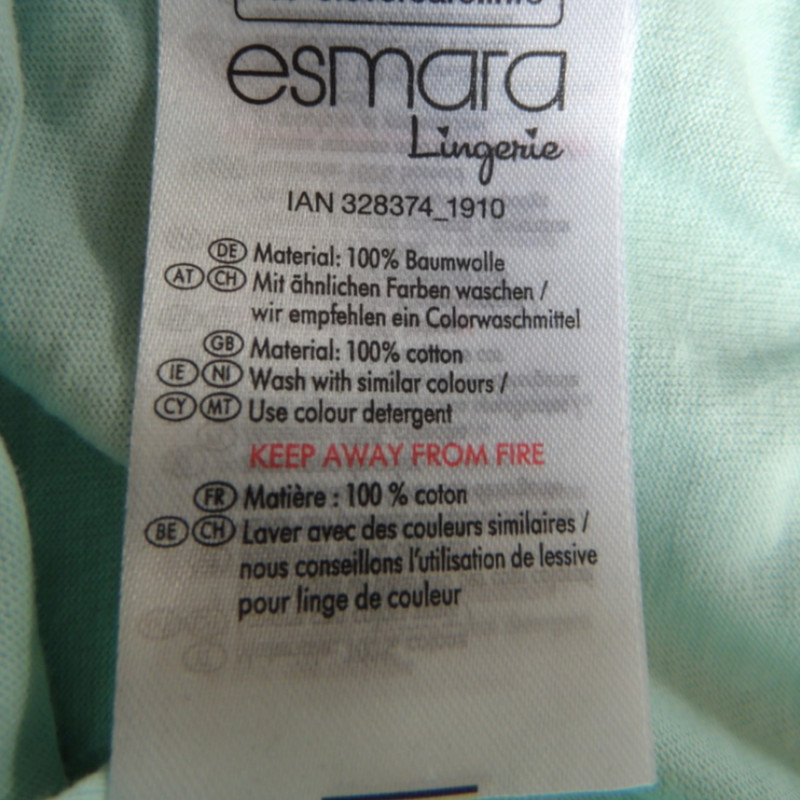 esmara
Lingerie
IAN 328374_1910
DE Material: 100% Baumwolle
AT CH Mit ähnlichen Farben waschen /
wir empfehlen ein Colorwaschmittel
GB Material: 100% cotton
IE NI Wash with similar colours /
CY MT Use colour detergent
KEEP AWAY FROM FIRE
FR Matière : 100 % coton
BE CH Laver avec des couleurs similaires /
nous conseillons l'utilisation de lessive
pour linge de couleur